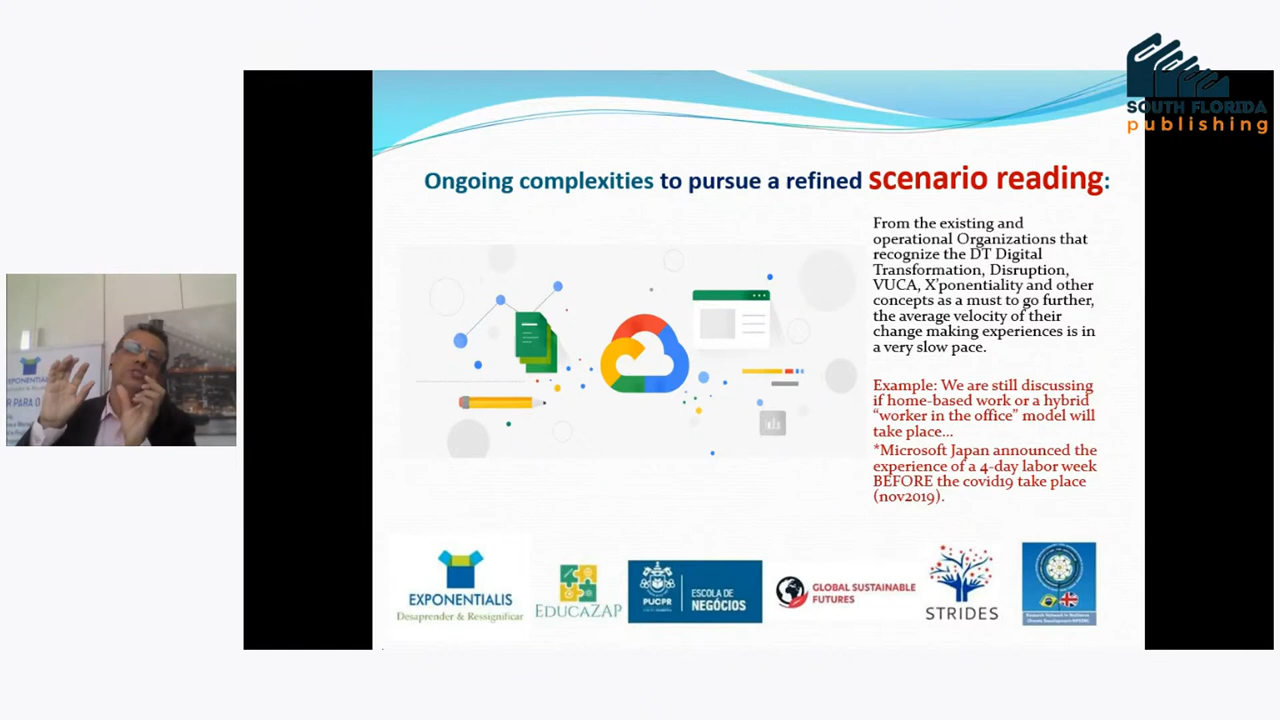 SOUTH FLORIDA
publishing
Ongoing complexities to pursue a refined scenario reading:
From the existing and
operational Organizations that
recognize the DT Digital
Transformation, Disruption,
VUCA, X'ponentiality and other
concepts as a must to go further,
the average velocity of their
change making experiences is in
a very slow pace.
Example: We are still discussing
if home-based work or a hybrid
“worker in the office” model will
take place...
*Microsoft Japan announced the
experience of a 4-day labor week
BEFORE the covid19 take place
(nov2019).
EXPONENTIALIS
PARA O
EXPONENTIALIS
Desaprender & Ressignificar
EDUCAZAP
PUCPR
ESCOLA DE
NEGÓCIOS
GLOBAL SUSTAINABLE
FUTURES
STRIDES